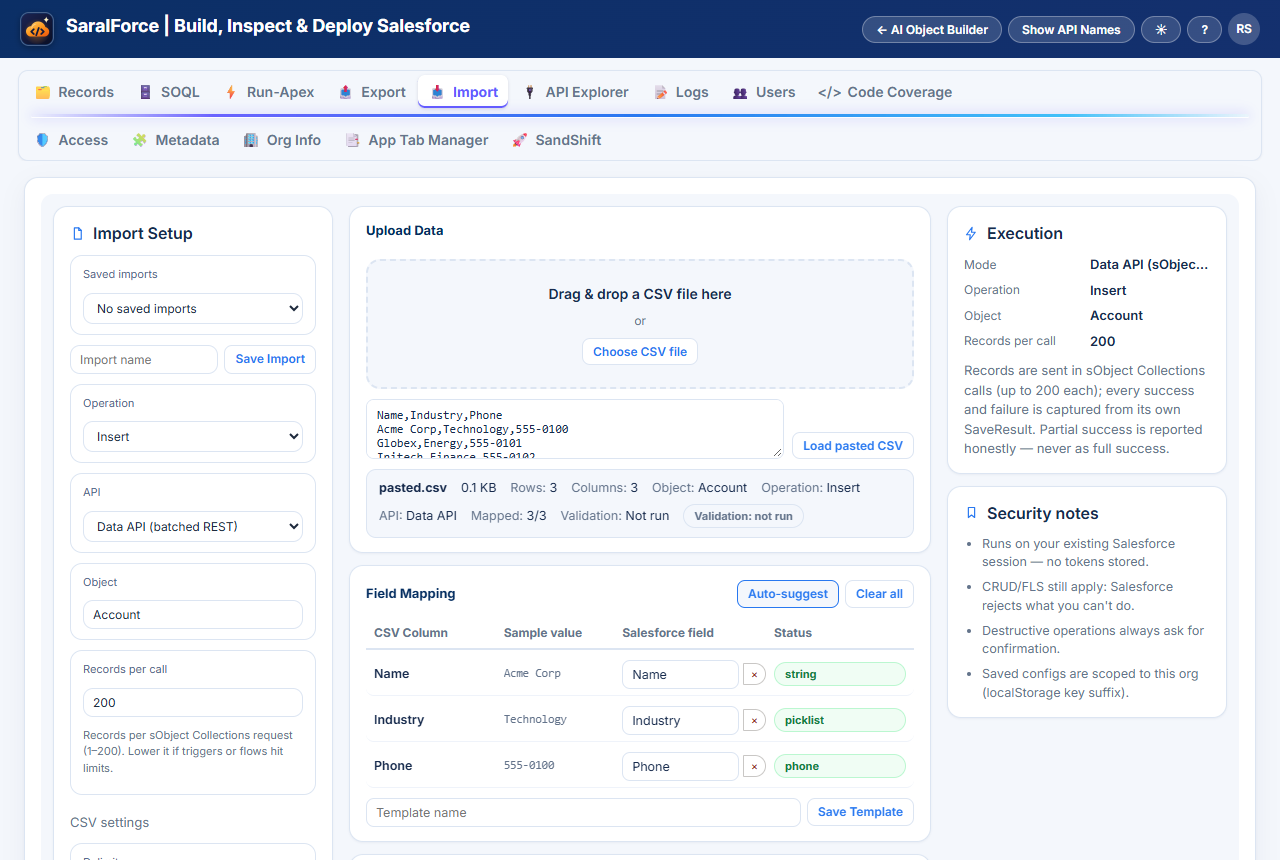 SaralForce | Build, Inspect & Deploy Salesforce
← AI Object Builder
Show API Names
?
RS
Records
SOQL
Run-Apex
Export
Import
API Explorer
Logs
Users
</> Code Coverage
Access
Metadata
Org Info
App Tab Manager
SandShift
Import Setup
Saved imports
No saved imports
Import name
Save Import
Operation
Insert
API
Data API (batched REST)
Object
Account
Records per call
200
Records per sObject Collections request
(1–200). Lower it if triggers or flows hit
limits.
CSV settings
Upload Data
Drag & drop a CSV file here
or
Choose CSV file
Name,Industry,Phone
Acme Corp,Technology,555-0100
Globex,Energy,555-0101
Initech,Finance,555-0102
Load pasted CSV
pasted.csv 0.1 KB Rows: 3 Columns: 3 Object: Account Operation: Insert
API: Data API Mapped: 3/3 Validation: Not run Validation: not run
Field Mapping
Auto-suggest
Clear all
CSV Column Sample value Salesforce field Status
Name Acme Corp Name × string
Industry Technology Industry × picklist
Phone 555-0100 Phone × phone
Template name
Save Template
Execution
Mode Data API (sObjec...
Operation Insert
Object Account
Records per call 200
Records are sent in sObject Collections
calls (up to 200 each); every success
and failure is captured from its own
SaveResult. Partial success is reported
honestly — never as full success.
Security notes
• Runs on your existing Salesforce
session — no tokens stored.
• CRUD/FLS still apply: Salesforce
rejects what you can't do.
• Destructive operations always ask for
confirmation.
• Saved configs are scoped to this org
(localStorage key suffix).